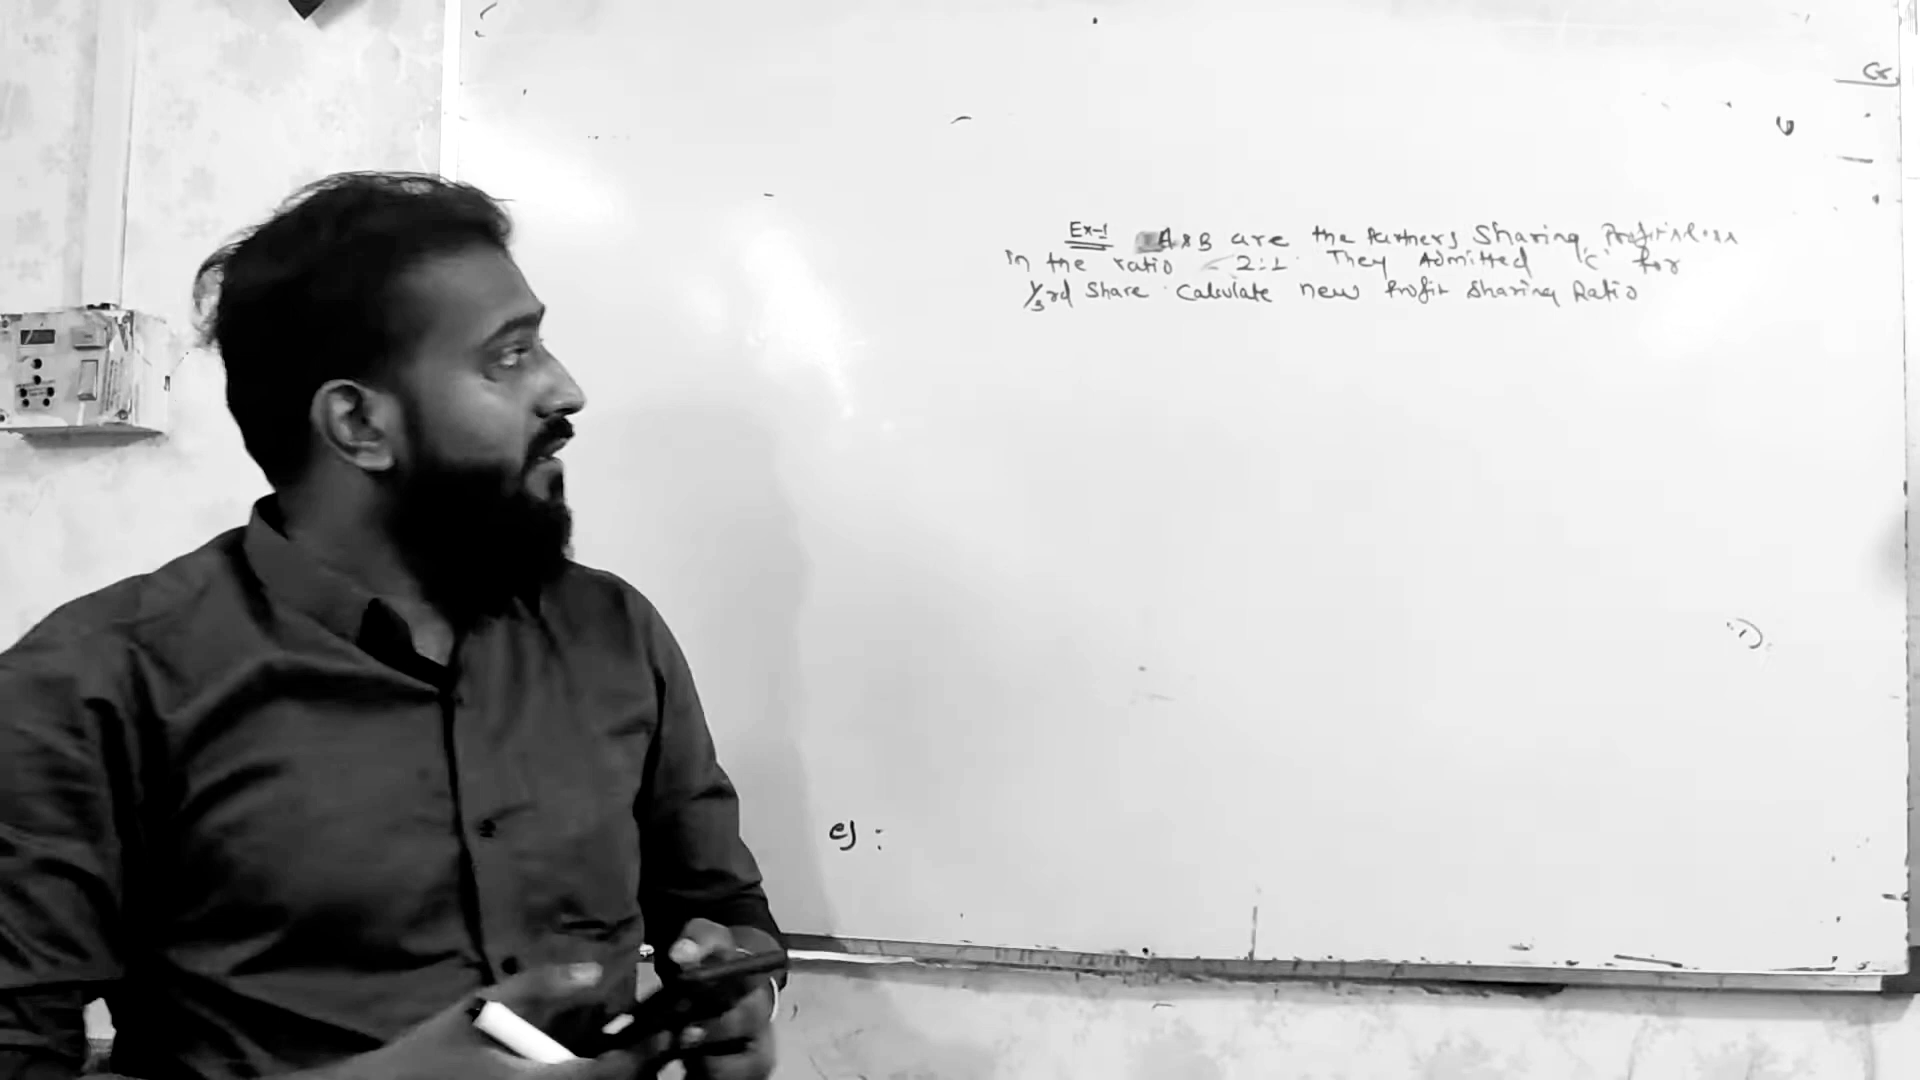 Ex-1 A & B are the Partners Sharing Profit & Loss
in the ratio - 2:1. They Admitted 'C' for
1/3rd Share. Calculate new Profit Sharing Ratio
es :